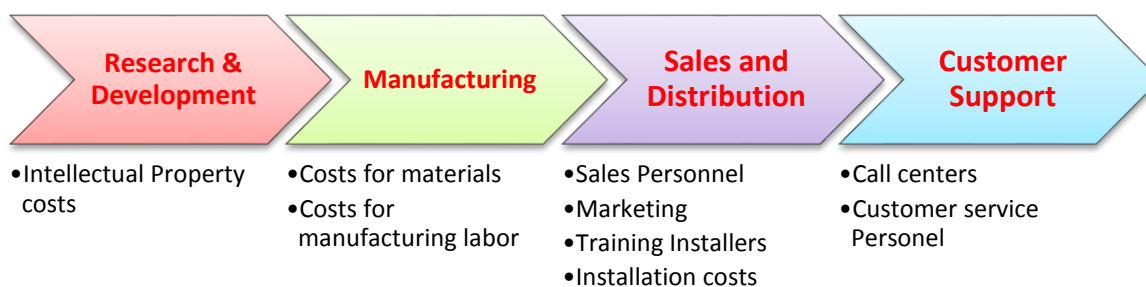 Research &
Development
Manufacturing
Sales and
Distribution
Customer
Support
•Intellectual Property
costs
•Costs for materials
•Costs for
manufacturing labor
•Sales Personnel
•Marketing
•Training Installers
•Installation costs
•Call centers
•Customer service
Personel